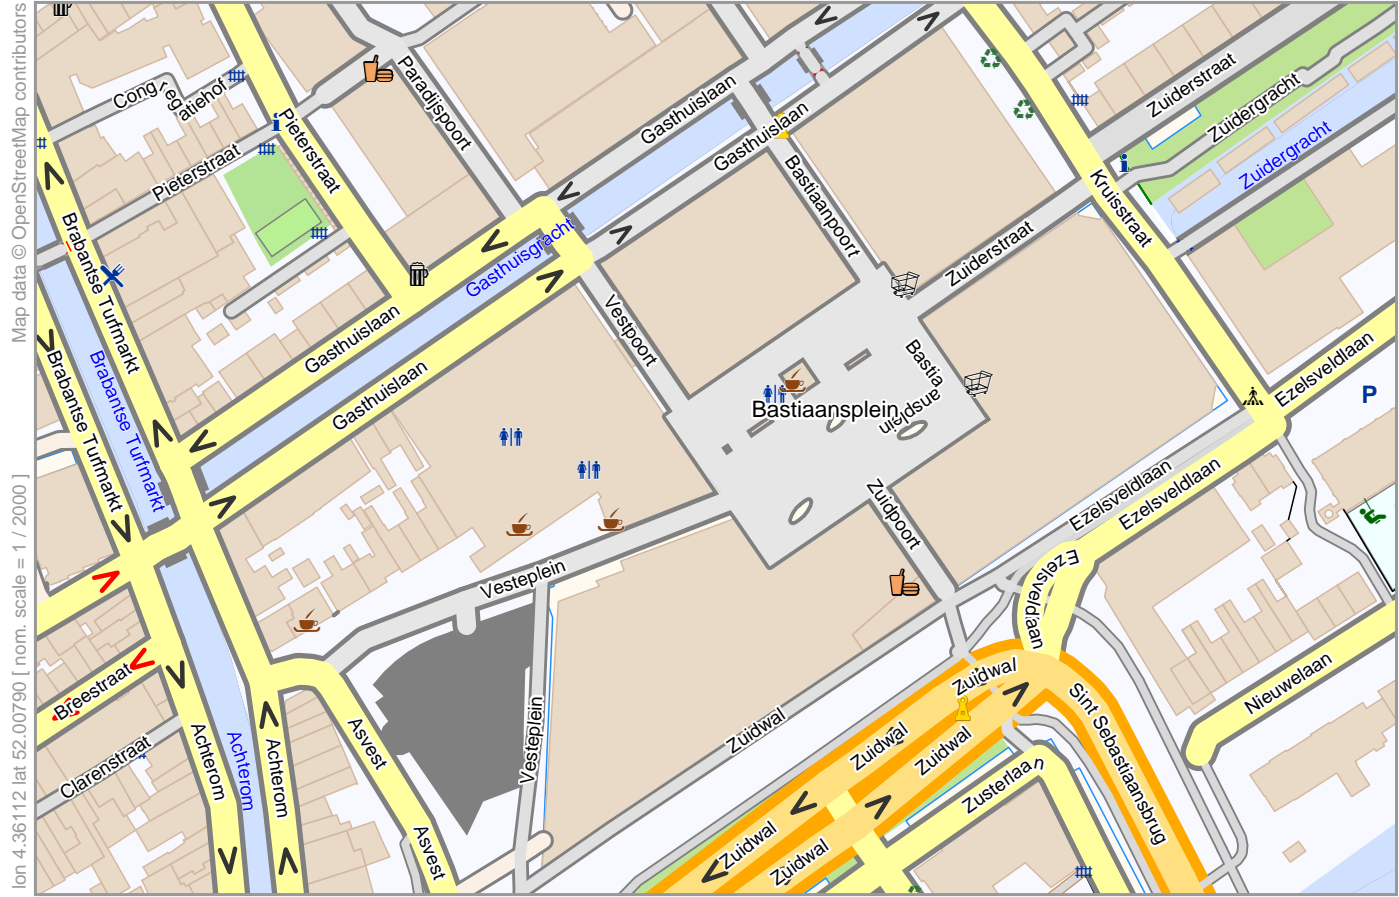 Map data © OpenStreetMap contributors
lon 4.36112 lat 52.00790 [ nom. scale = 1 / 2000 ]
Congregatiehof
Pieterstraat
Pieterstraat
Paradijspoort
Gasthuislaan
Gasthuislaan
Bastiaanpoort
Zuiderstraat
Zuidergracht
Zuidergracht
Kruisstraat
Zuiderstraat
Brabantse Turfmarkt
Brabantse Turfmarkt
Brabantse Turfmarkt
Gasthuisgracht
Gasthuislaan
Gasthuislaan
Vestpoort
Bastiaansplein
Bastiaansplein
Ezelsveldlaan
P
Ezelsveldlaan
Ezelsveldlaan
Ezelsveldlaan
Zuidpoort
Vesteplein
Vesteplein
Breestraat
Clarenstraat
Achterom
Achterom
Achterom
Asvest
Asvest
Zuidwal
Zuidwal
Zuidwal
Zuidwal
Zuidwal
Zuidwal
Sint Sebastiaansbrug
Nieuwelaan
Zusterlaan